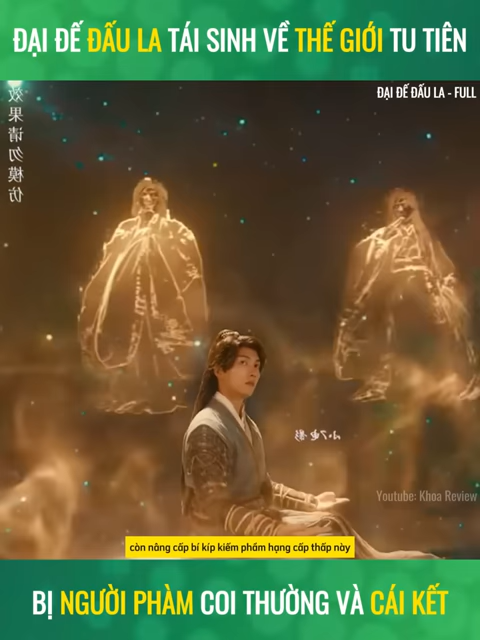 ĐẠI ĐẾ ĐẤU LA TÁI SINH VỀ THẾ GIỚI TU TIÊN
ĐẠI ĐẾ ĐẤU LA - FULL
效果请勿模仿
Youtube: Khoa Review
còn nâng cấp bí kíp kiếm phẩm hạng cấp thấp này
BỊ NGƯỜI PHÀM COI THƯỜNG VÀ CÁI KẾT